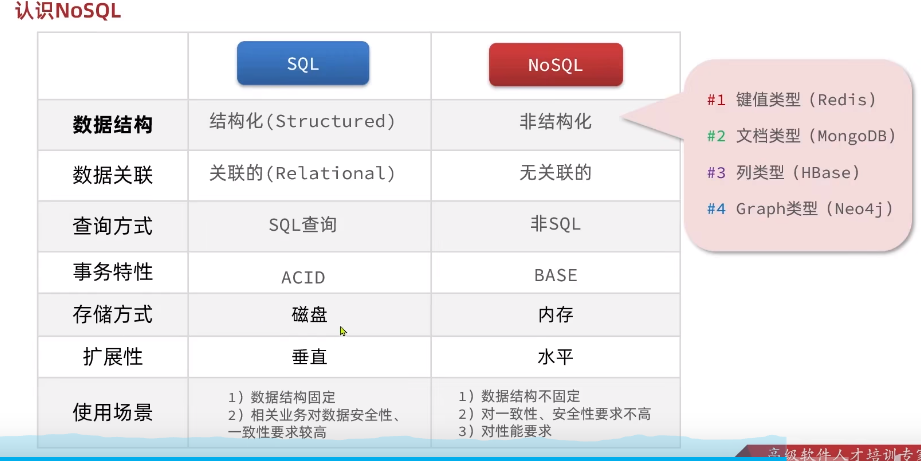 认识NoSQL
SQL
NoSQL
数据结构
结构化(Structured)
非结构化
#1 键值类型（Redis）
#2 文档类型（MongoDB）
#3 列类型（HBase）
#4 Graph类型（Neo4j）
数据关联
关联的(Relational)
无关联的
查询方式
SQL查询
非SQL
事务特性
ACID
BASE
存储方式
磁盘
内存
扩展性
垂直
水平
使用场景
1）数据结构固定
2）相关业务对数据安全性、
一致性要求较高
1）数据结构不固定
2）对一致性、安全性要求不高
3）对性能要求
高级软件人才培训专